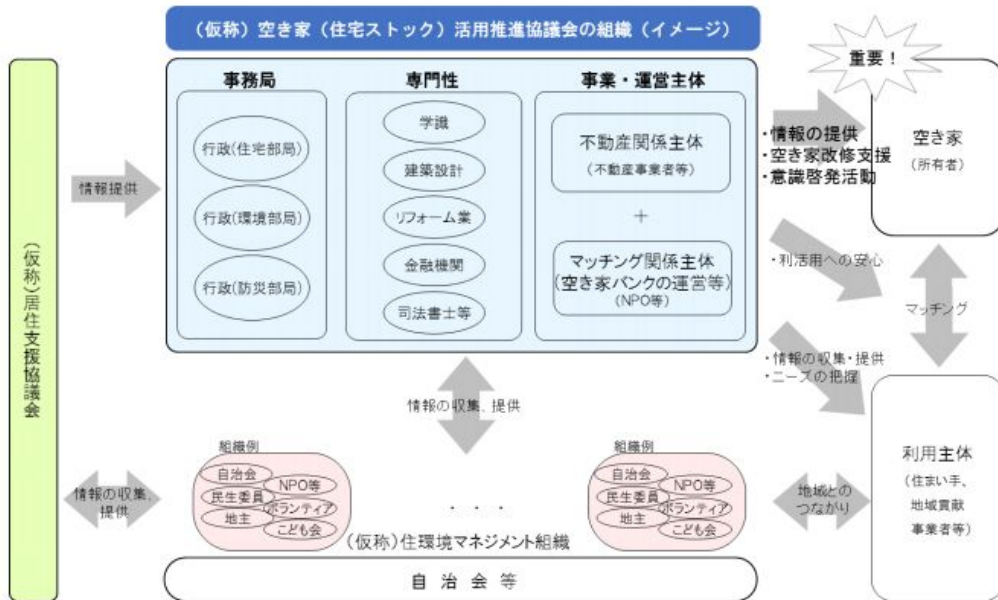 (仮称)空き家(住宅ストック)活用推進協議会の組織(イメージ)
重要!
事務局
専門性
事業・運営主体
行政(住宅部局)
行政(環境部局)
行政(防災部局)
学識
建築設計
リフォーム業
金融機関
司法書士等
不動産関係主体
(不動産事業者等)
+
マッチング関係主体
(空き家バンクの運営等)
(NPO等)
・情報の提供
・空き家改修支援
・意識啓発活動
空き家
(所有者)
情報提供
(仮称)居住支援協議会
・利活用への安心
マッチング
・情報の収集・提供
・ニーズの把握
情報の収集、提供
利用主体
(住まい手、
地域貢献
事業者等)
地域との
つながり
情報の収集、
提供
組織例
自治会
NPO等
民生委員
ボランティア
地主
こども会
・・・
組織例
自治会
NPO等
民生委員
ボランティア
地主
こども会
(仮称)住環境マネジメント組織
自治会等